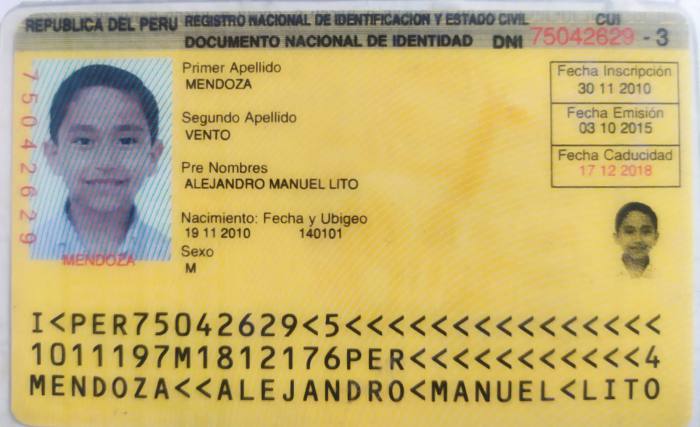 REPUBLICA DEL PERU REGISTRO NACIONAL DE IDENTIFICACION Y ESTADO CIVIL CUI
DOCUMENTO NACIONAL DE IDENTIDAD DNI 75042629 - 3
75042629
MENDOZA
Primer Apellido
MENDOZA
Segundo Apellido
VENTO
Pre Nombres
ALEJANDRO MANUEL LITO
Nacimiento: Fecha y Ubigeo
19 11 2010 140101
Sexo
M
Fecha Inscripción
30 11 2010
Fecha Emisión
03 10 2015
Fecha Caducidad
17 12 2018
I<PER75042629<5<<<<<<<<<<<<<<<
1011197M1812176PER<<<<<<<<<<<4
MENDOZA<<ALEJANDRO<MANUEL<LITO